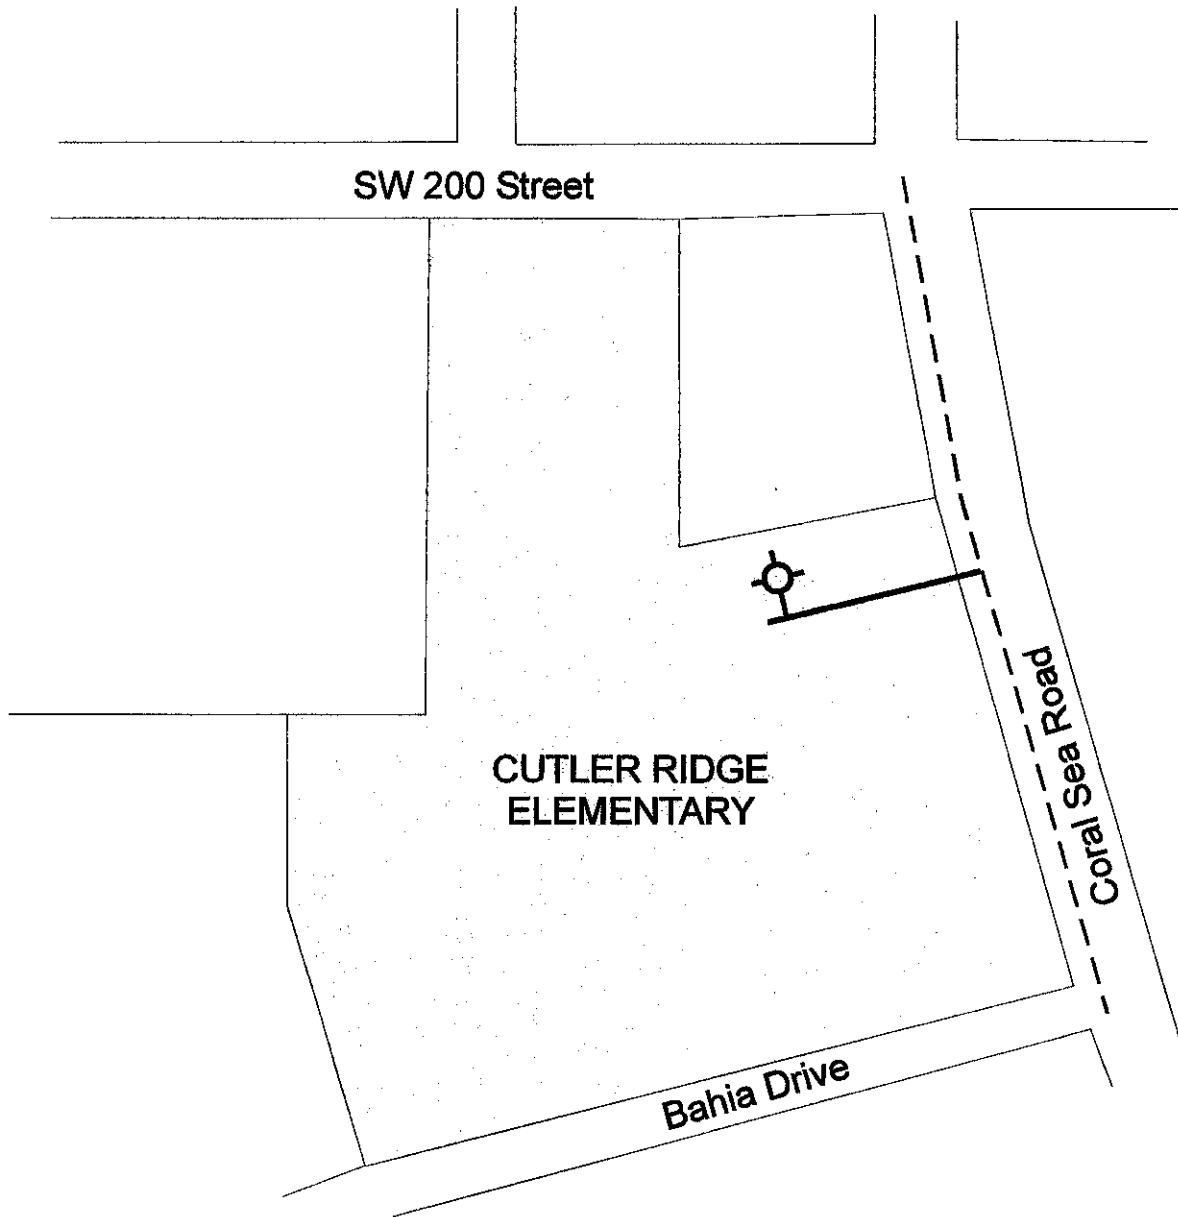 SW 200 Street
CUTLER RIDGE
ELEMENTARY
Coral Sea Road
Bahia Drive